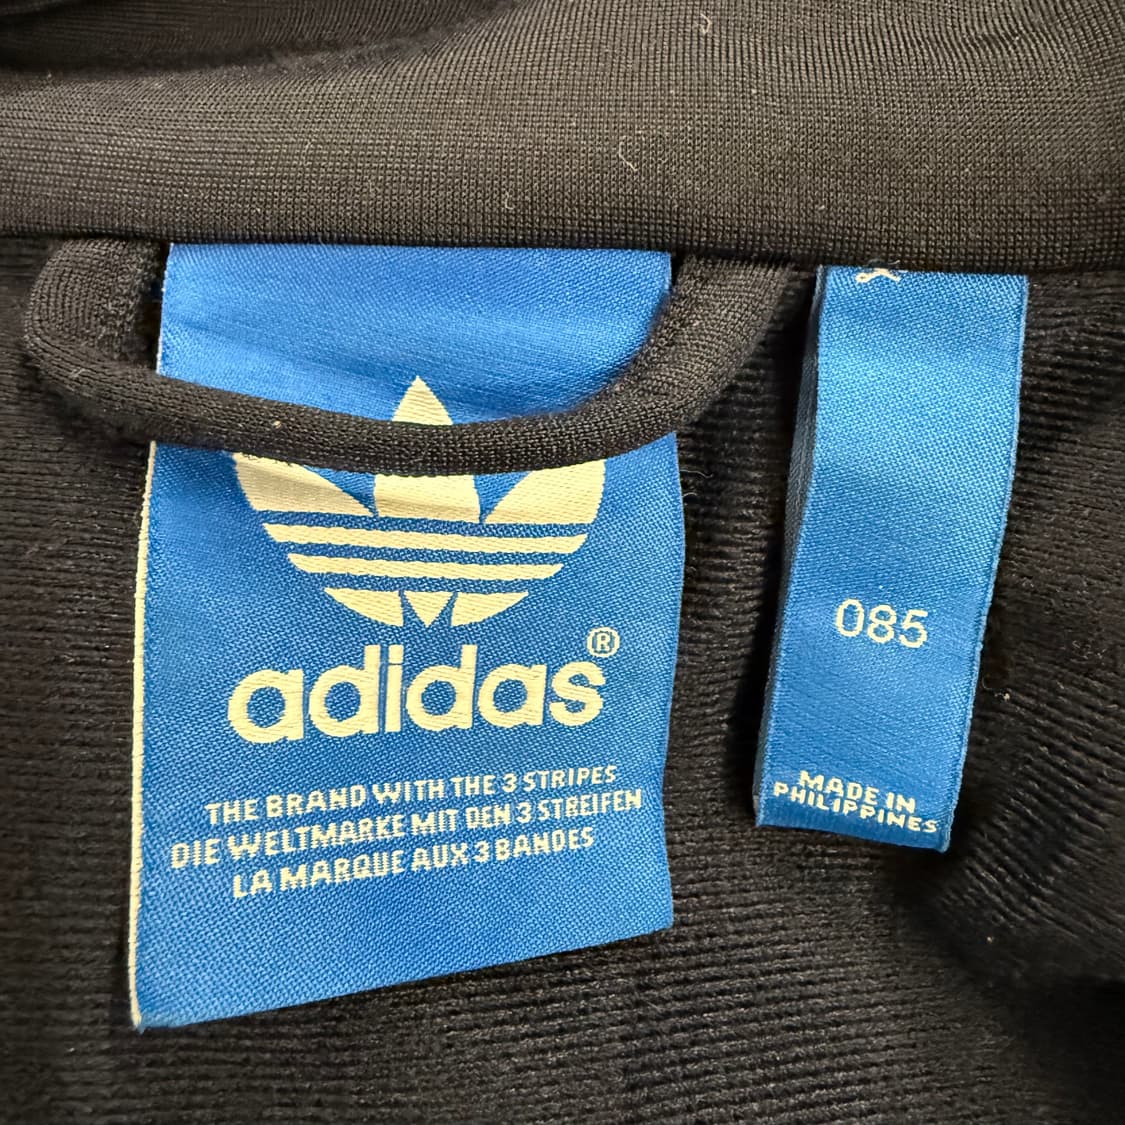 adidas®
THE BRAND WITH THE 3 STRIPES
DIE WELTMARKE MIT DEN 3 STREIFEN
LA MARQUE AUX 3 BANDES
085
MADE IN
PHILIPPINES